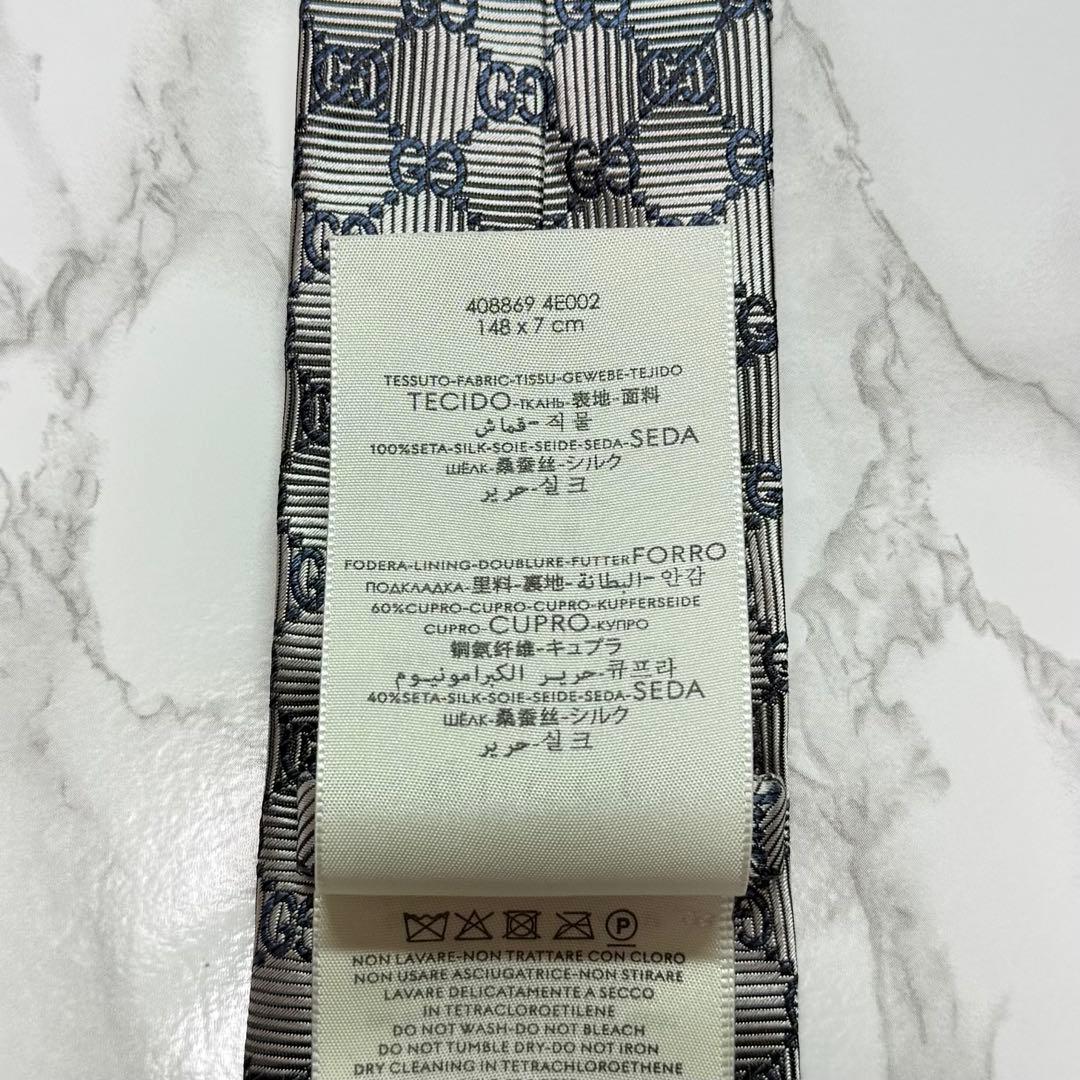 408869 4E002
148 x 7 cm
TESSUTO-FABRIC-TISSU-GEWEBE-TEJIDO
TECIDO-ТКАНЬ-表地-面料
قماش-직물
100%SETA-SILK-SOIE-SEIDE-SEDA-SEDA
ШЁЛК-桑蚕丝-シルク
حرير-실크
FODERA-LINING-DOUBLURE-FUTTER FORRO
ПОДКЛАДКА-里料-裏地-البطانة-안감
60%CUPRO-CUPRO-CUPRO-KUPFERSEIDE
CUPRO-CUPRO-КУПРО
铜氨纤维-キュプラ
حرير الكبرامونيوم-큐프라
40%SETA-SILK-SOIE-SEIDE-SEDA-SEDA
ШЁЛК-桑蚕丝-シルク
حرير-실크
P
NON LAVARE-NON TRATTARE CON CLORO
NON USARE ASCIUGATRICE-NON STIRARE
LAVARE DELICATAMENTE A SECCO
IN TETRACLOROETILENE
DO NOT WASH-DO NOT BLEACH
DO NOT TUMBLE DRY-DO NOT IRON
DRY CLEANING IN TETRACHLOROETHENE